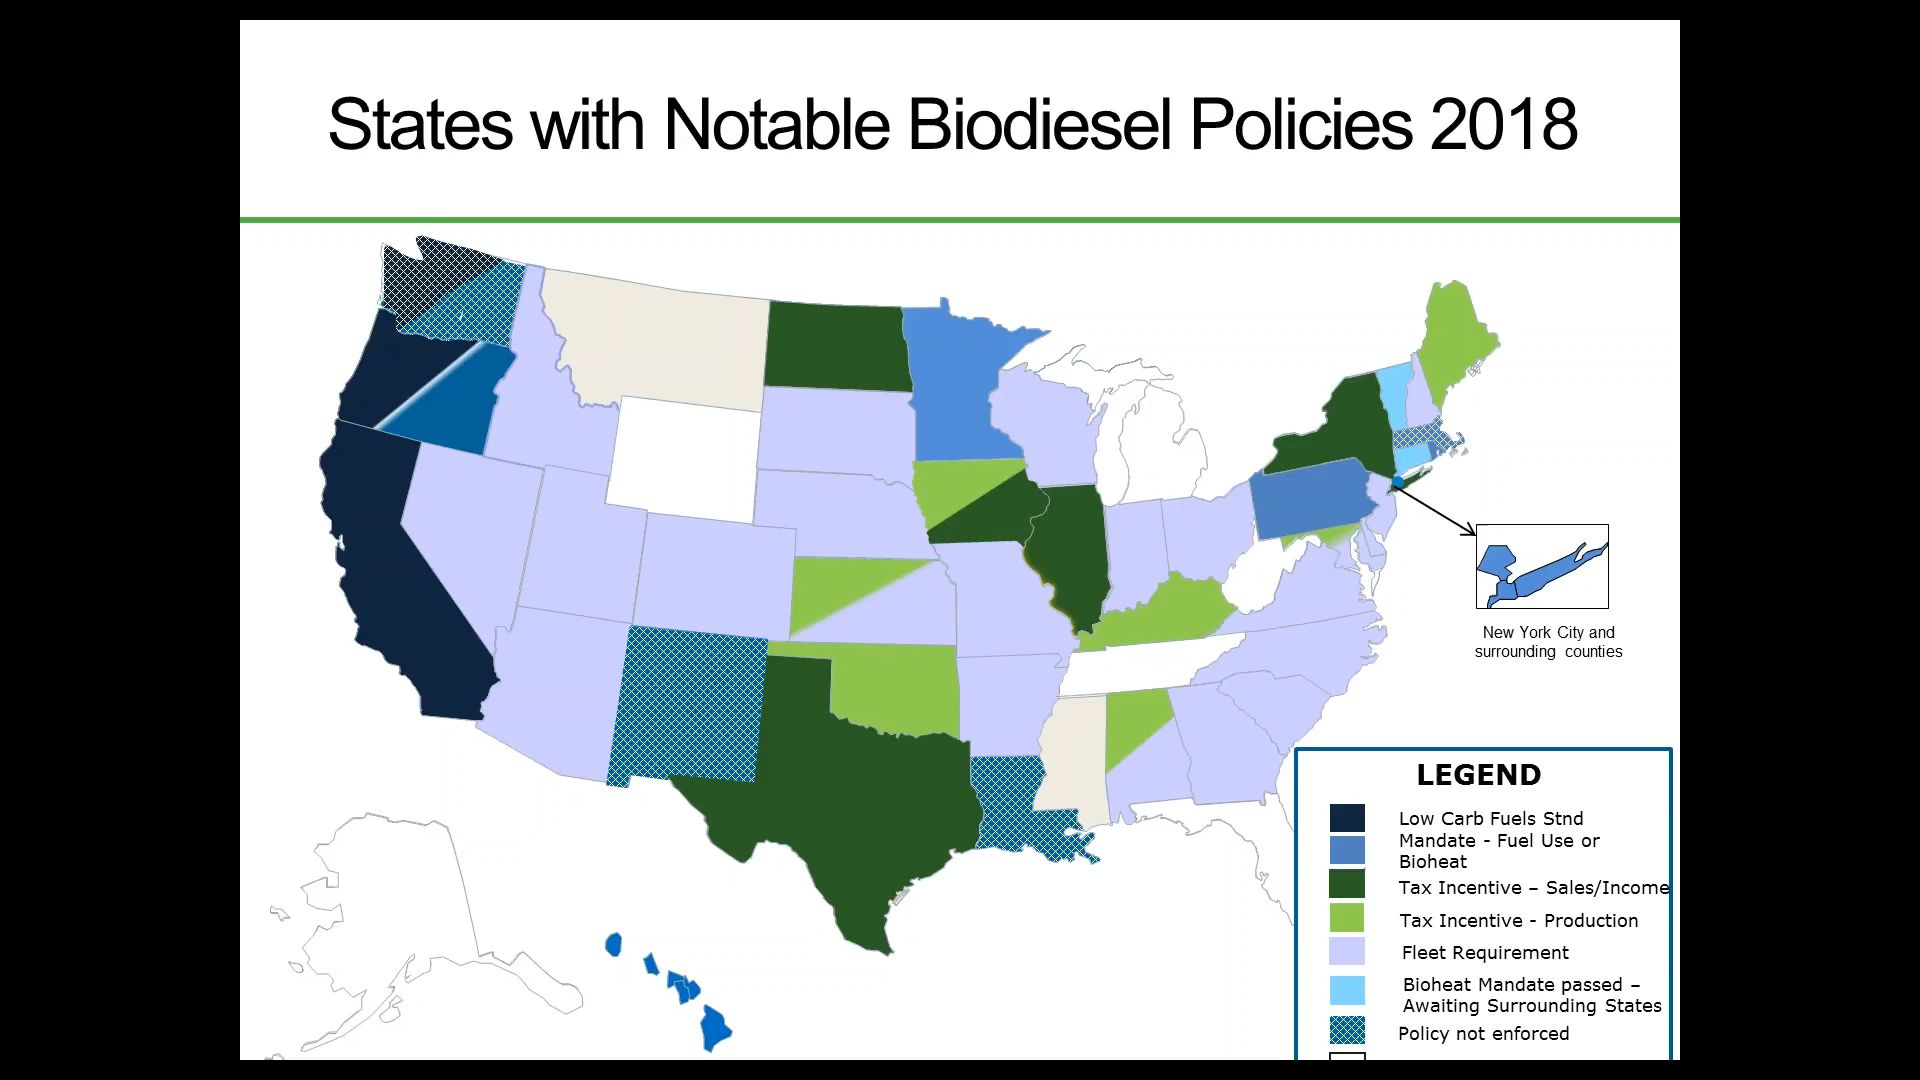 States with Notable Biodiesel Policies 2018
New York City and
surrounding counties
LEGEND
Low Carb Fuels Stnd
Mandate - Fuel Use or
Bioheat
Tax Incentive – Sales/Income
Tax Incentive - Production
Fleet Requirement
Bioheat Mandate passed –
Awaiting Surrounding States
Policy not enforced